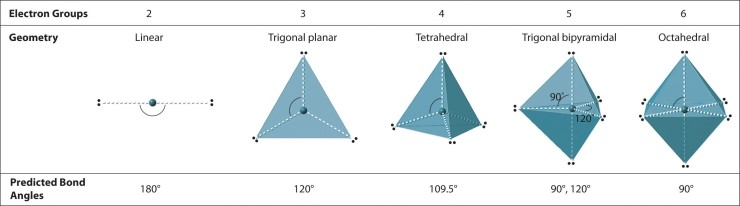 Electron Groups 2 3 4 5 6
Geometry Linear Trigonal planar Tetrahedral Trigonal bipyramidal Octahedral
90°
120°
Predicted Bond
Angles 180° 120° 109.5° 90°, 120° 90°